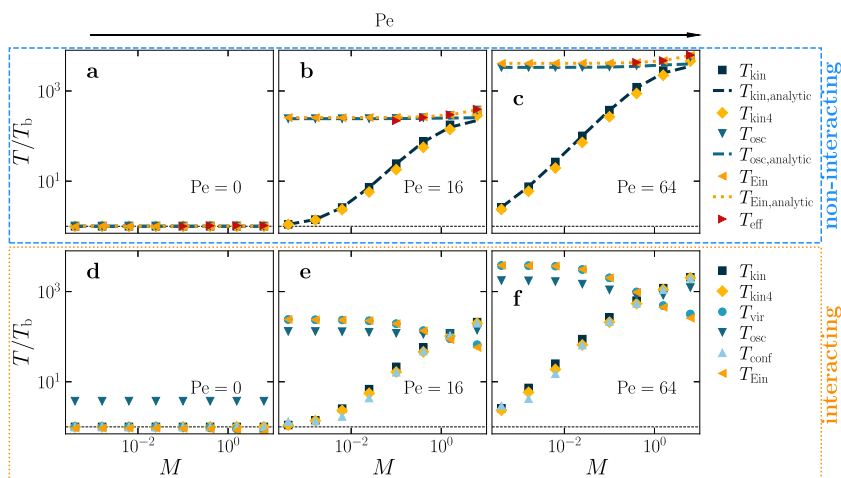 Pe
a
b
c
T/T_b
10^3
10^1
Pe = 0
Pe = 16
Pe = 64
T_kin
T_kin,analytic
T_kin4
T_osc
T_osc,analytic
T_Ein
T_Ein,analytic
T_eff
non-interacting
d
e
f
T/T_b
10^3
10^1
Pe = 0
Pe = 16
Pe = 64
T_kin
T_kin4
T_vir
T_osc
T_conf
T_Ein
interacting
10^-2
10^0
10^-2
10^0
10^-2
10^0
M
M
M